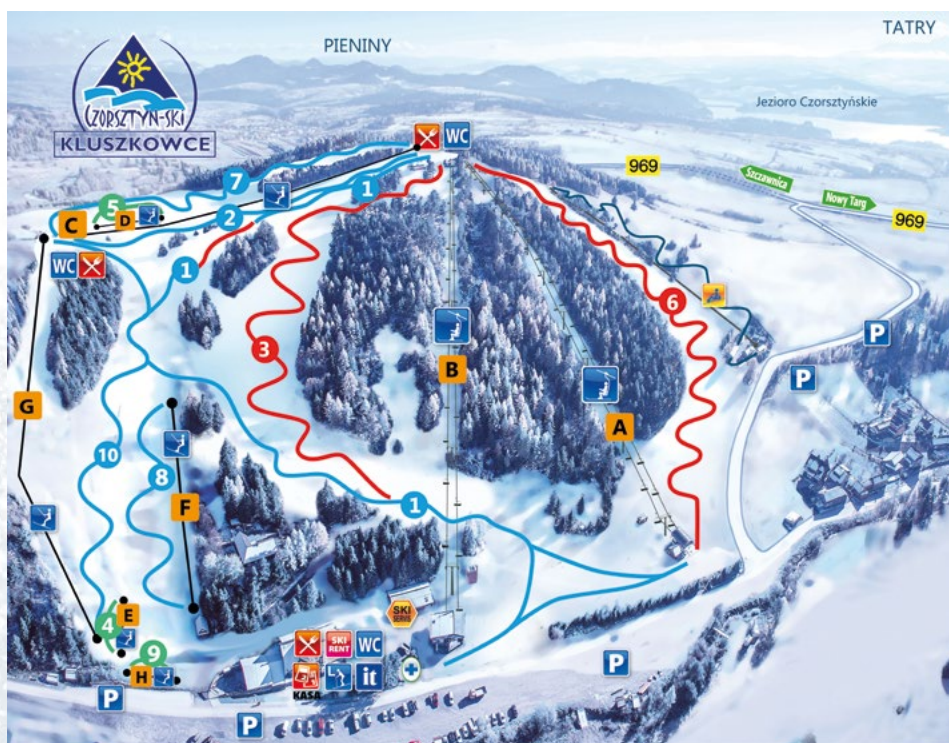 TATRY
PIENINY
Jezioro Czorsztyńskie
CZORSZTYN-SKI
KLUSZKOWCE
WC
7
1
969
Szczawnica
Nowy Targ
969
5
C
D
2
WC
1
6
3
B
P
P
G
A
10
8
F
1
E
4
SKI
SERVIS
9
H
SKI
RENT
WC
KASA
it
P
P
P